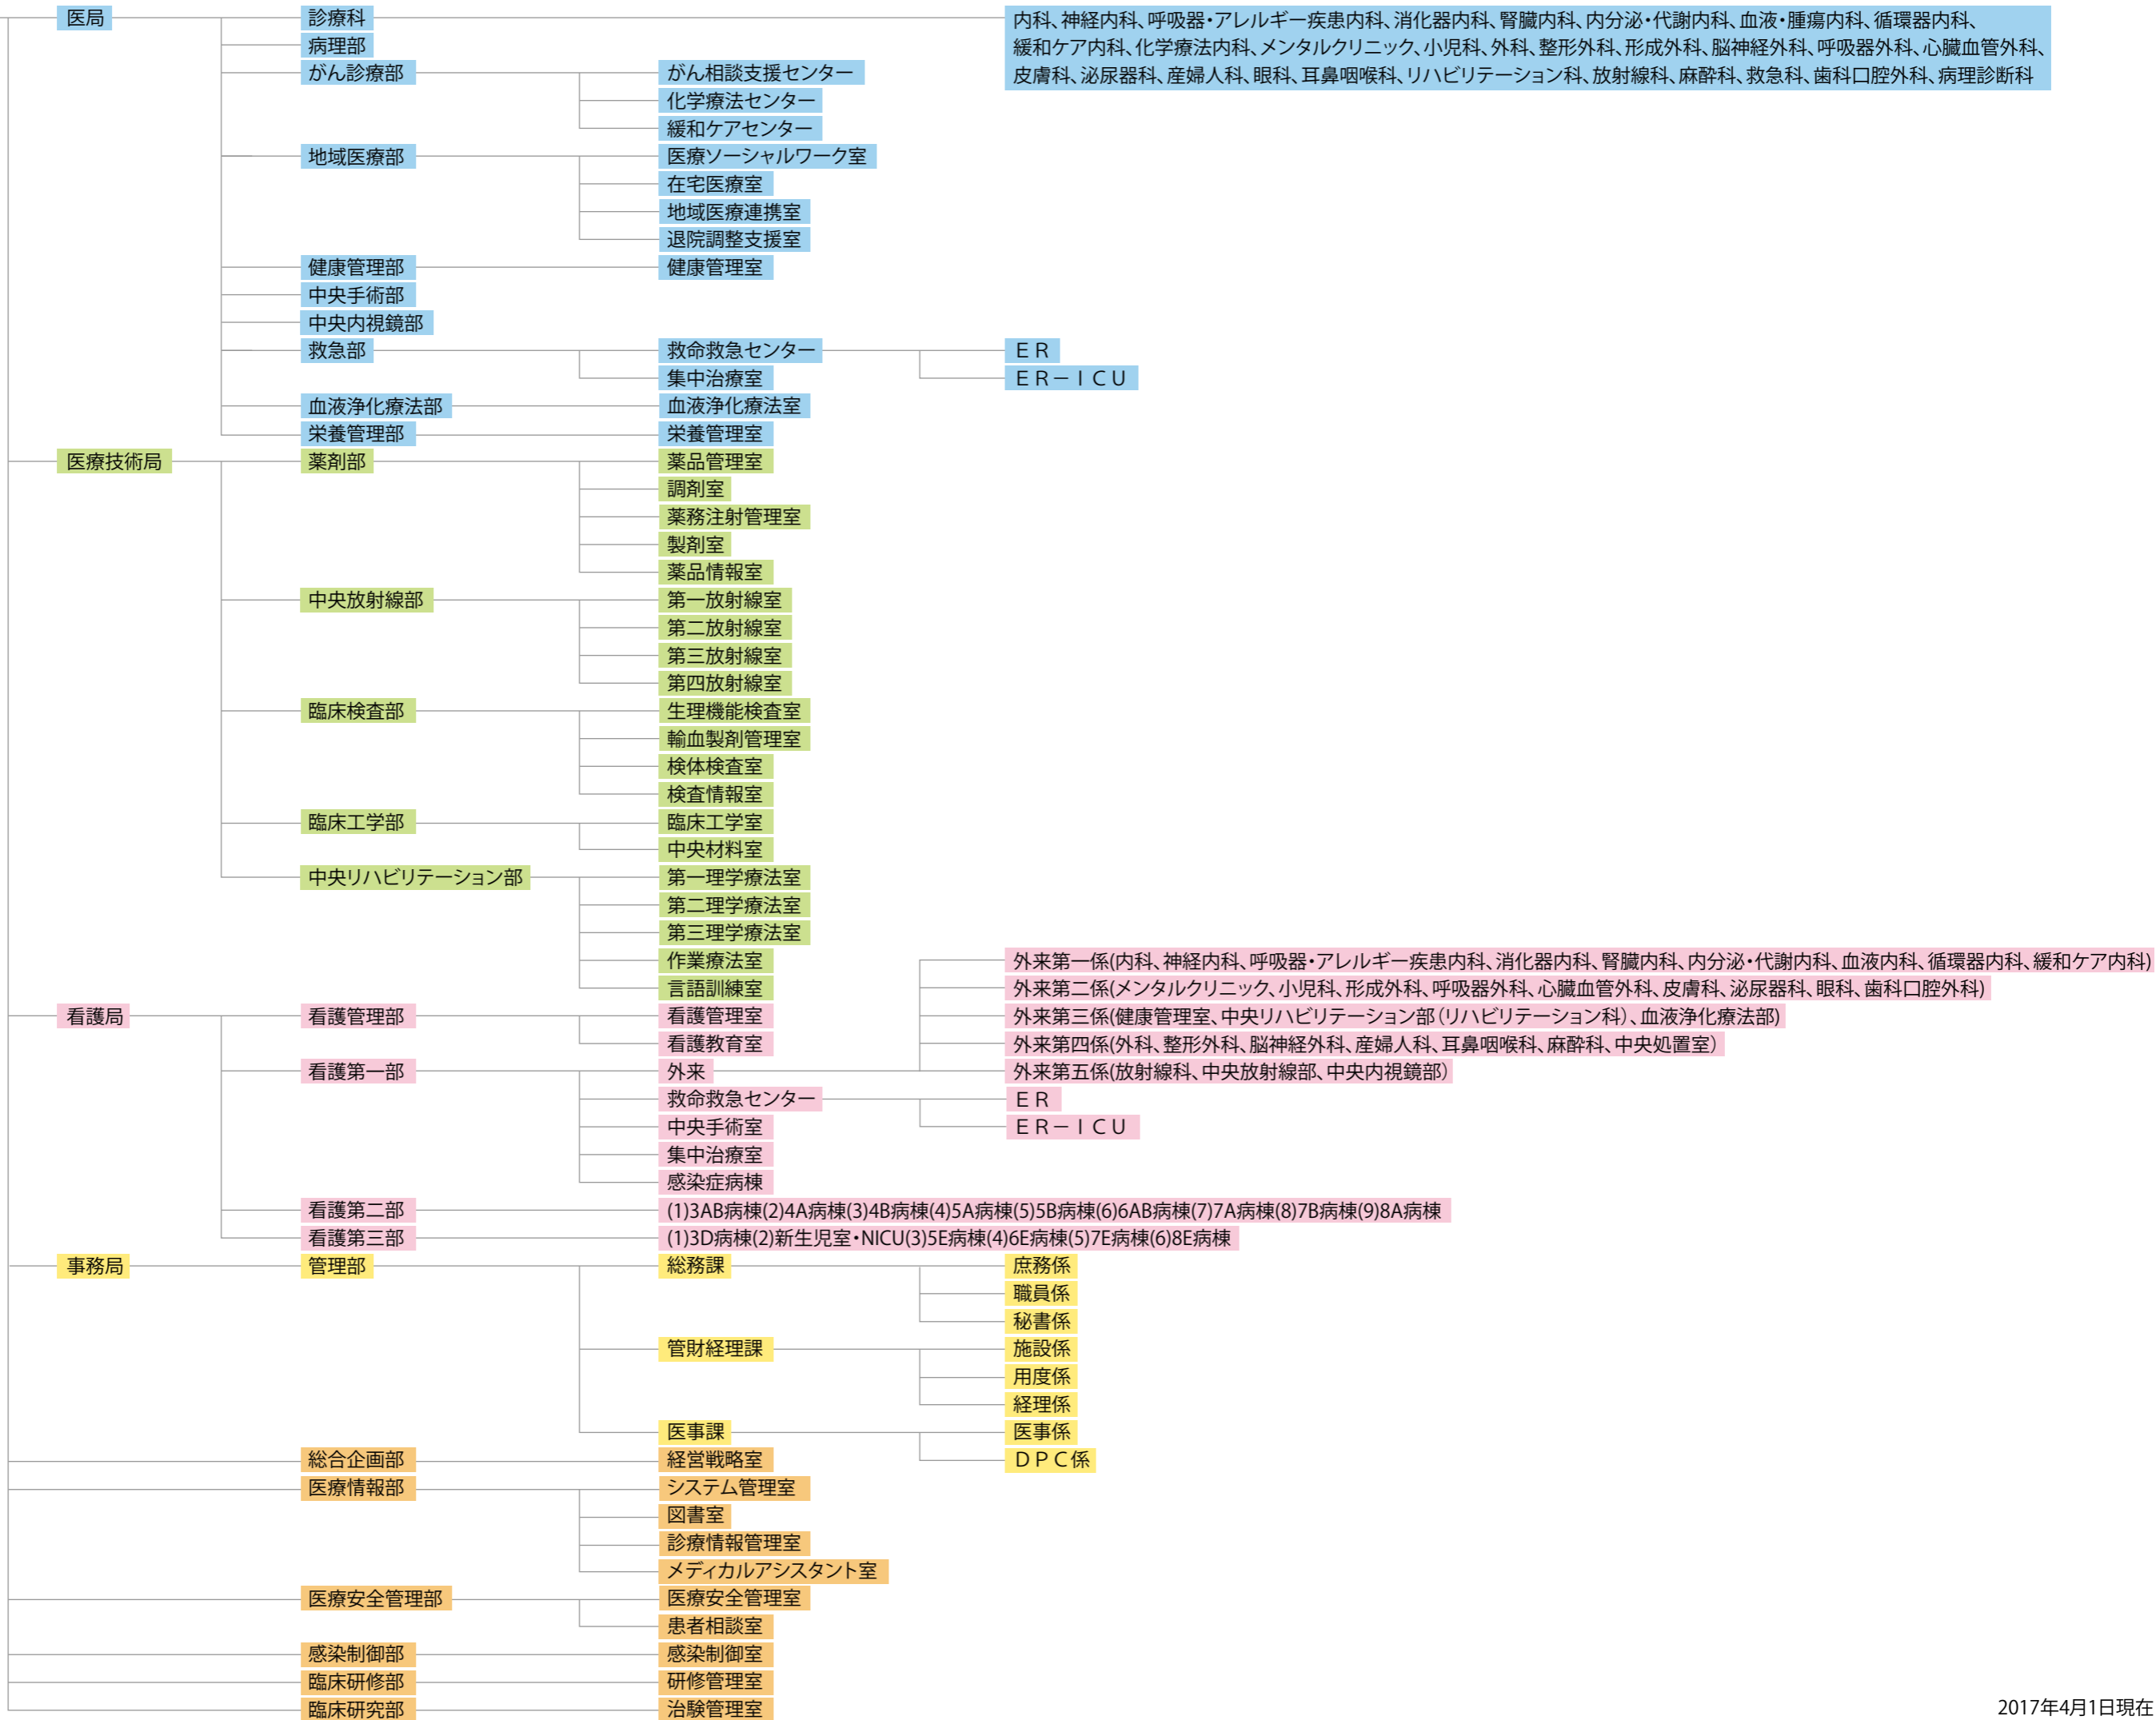 医局
診療科
内科、神経内科、呼吸器・アレルギー疾患内科、消化器内科、腎臓内科、内分泌・代謝内科、血液・腫瘍内科、循環器内科、
緩和ケア内科、化学療法内科、メンタルクリニック、小児科、外科、整形外科、形成外科、脳神経外科、呼吸器外科、心臓血管外科、
皮膚科、泌尿器科、産婦人科、眼科、耳鼻咽喉科、リハビリテーション科、放射線科、麻酔科、救急科、歯科口腔外科、病理診断科
病理部
がん診療部
がん相談支援センター
化学療法センター
緩和ケアセンター
地域医療部
医療ソーシャルワーク室
在宅医療室
地域医療連携室
退院調整支援室
健康管理部
健康管理室
中央手術部
中央内視鏡部
救急部
救命救急センター
ER
ER－ICU
集中治療室
血液浄化療法部
血液浄化療法室
栄養管理部
栄養管理室
医療技術局
薬剤部
薬品管理室
調剤室
薬務注射管理室
製剤室
薬品情報室
中央放射線部
第一放射線室
第二放射線室
第三放射線室
第四放射線室
臨床検査部
生理機能検査室
輸血製剤管理室
検体検査室
検査情報室
臨床工学部
臨床工学室
中央材料室
中央リハビリテーション部
第一理学療法室
第二理学療法室
第三理学療法室
作業療法室
言語訓練室
看護局
看護管理部
看護管理室
看護教育室
看護第一部
外来
外来第一係(内科、神経内科、呼吸器・アレルギー疾患内科、消化器内科、腎臓内科、内分泌・代謝内科、血液内科、循環器内科、緩和ケア内科)
外来第二係(メンタルクリニック、小児科、形成外科、呼吸器外科、心臓血管外科、皮膚科、泌尿器科、眼科、歯科口腔外科)
外来第三係(健康管理室、中央リハビリテーション部（リハビリテーション科）、血液浄化療法部)
外来第四係(外科、整形外科、脳神経外科、産婦人科、耳鼻咽喉科、麻酔科、中央処置室）
外来第五係(放射線科、中央放射線部、中央内視鏡部）
救命救急センター
ER
ER－ICU
中央手術室
集中治療室
感染症病棟
看護第二部
(1)3AB病棟(2)4A病棟(3)4B病棟(4)5A病棟(5)5B病棟(6)6AB病棟(7)7A病棟(8)7B病棟(9)8A病棟
看護第三部
(1)3D病棟(2)新生児室・NICU(3)5E病棟(4)6E病棟(5)7E病棟(6)8E病棟
事務局
管理部
総務課
庶務係
職員係
秘書係
管財経理課
施設係
用度係
経理係
医事課
医事係
DPC係
総合企画部
経営戦略室
医療情報部
システム管理室
図書室
診療情報管理室
メディカルアシスタント室
医療安全管理部
医療安全管理室
患者相談室
感染制御部
感染制御室
臨床研修部
研修管理室
臨床研究部
治験管理室
2017年4月1日現在